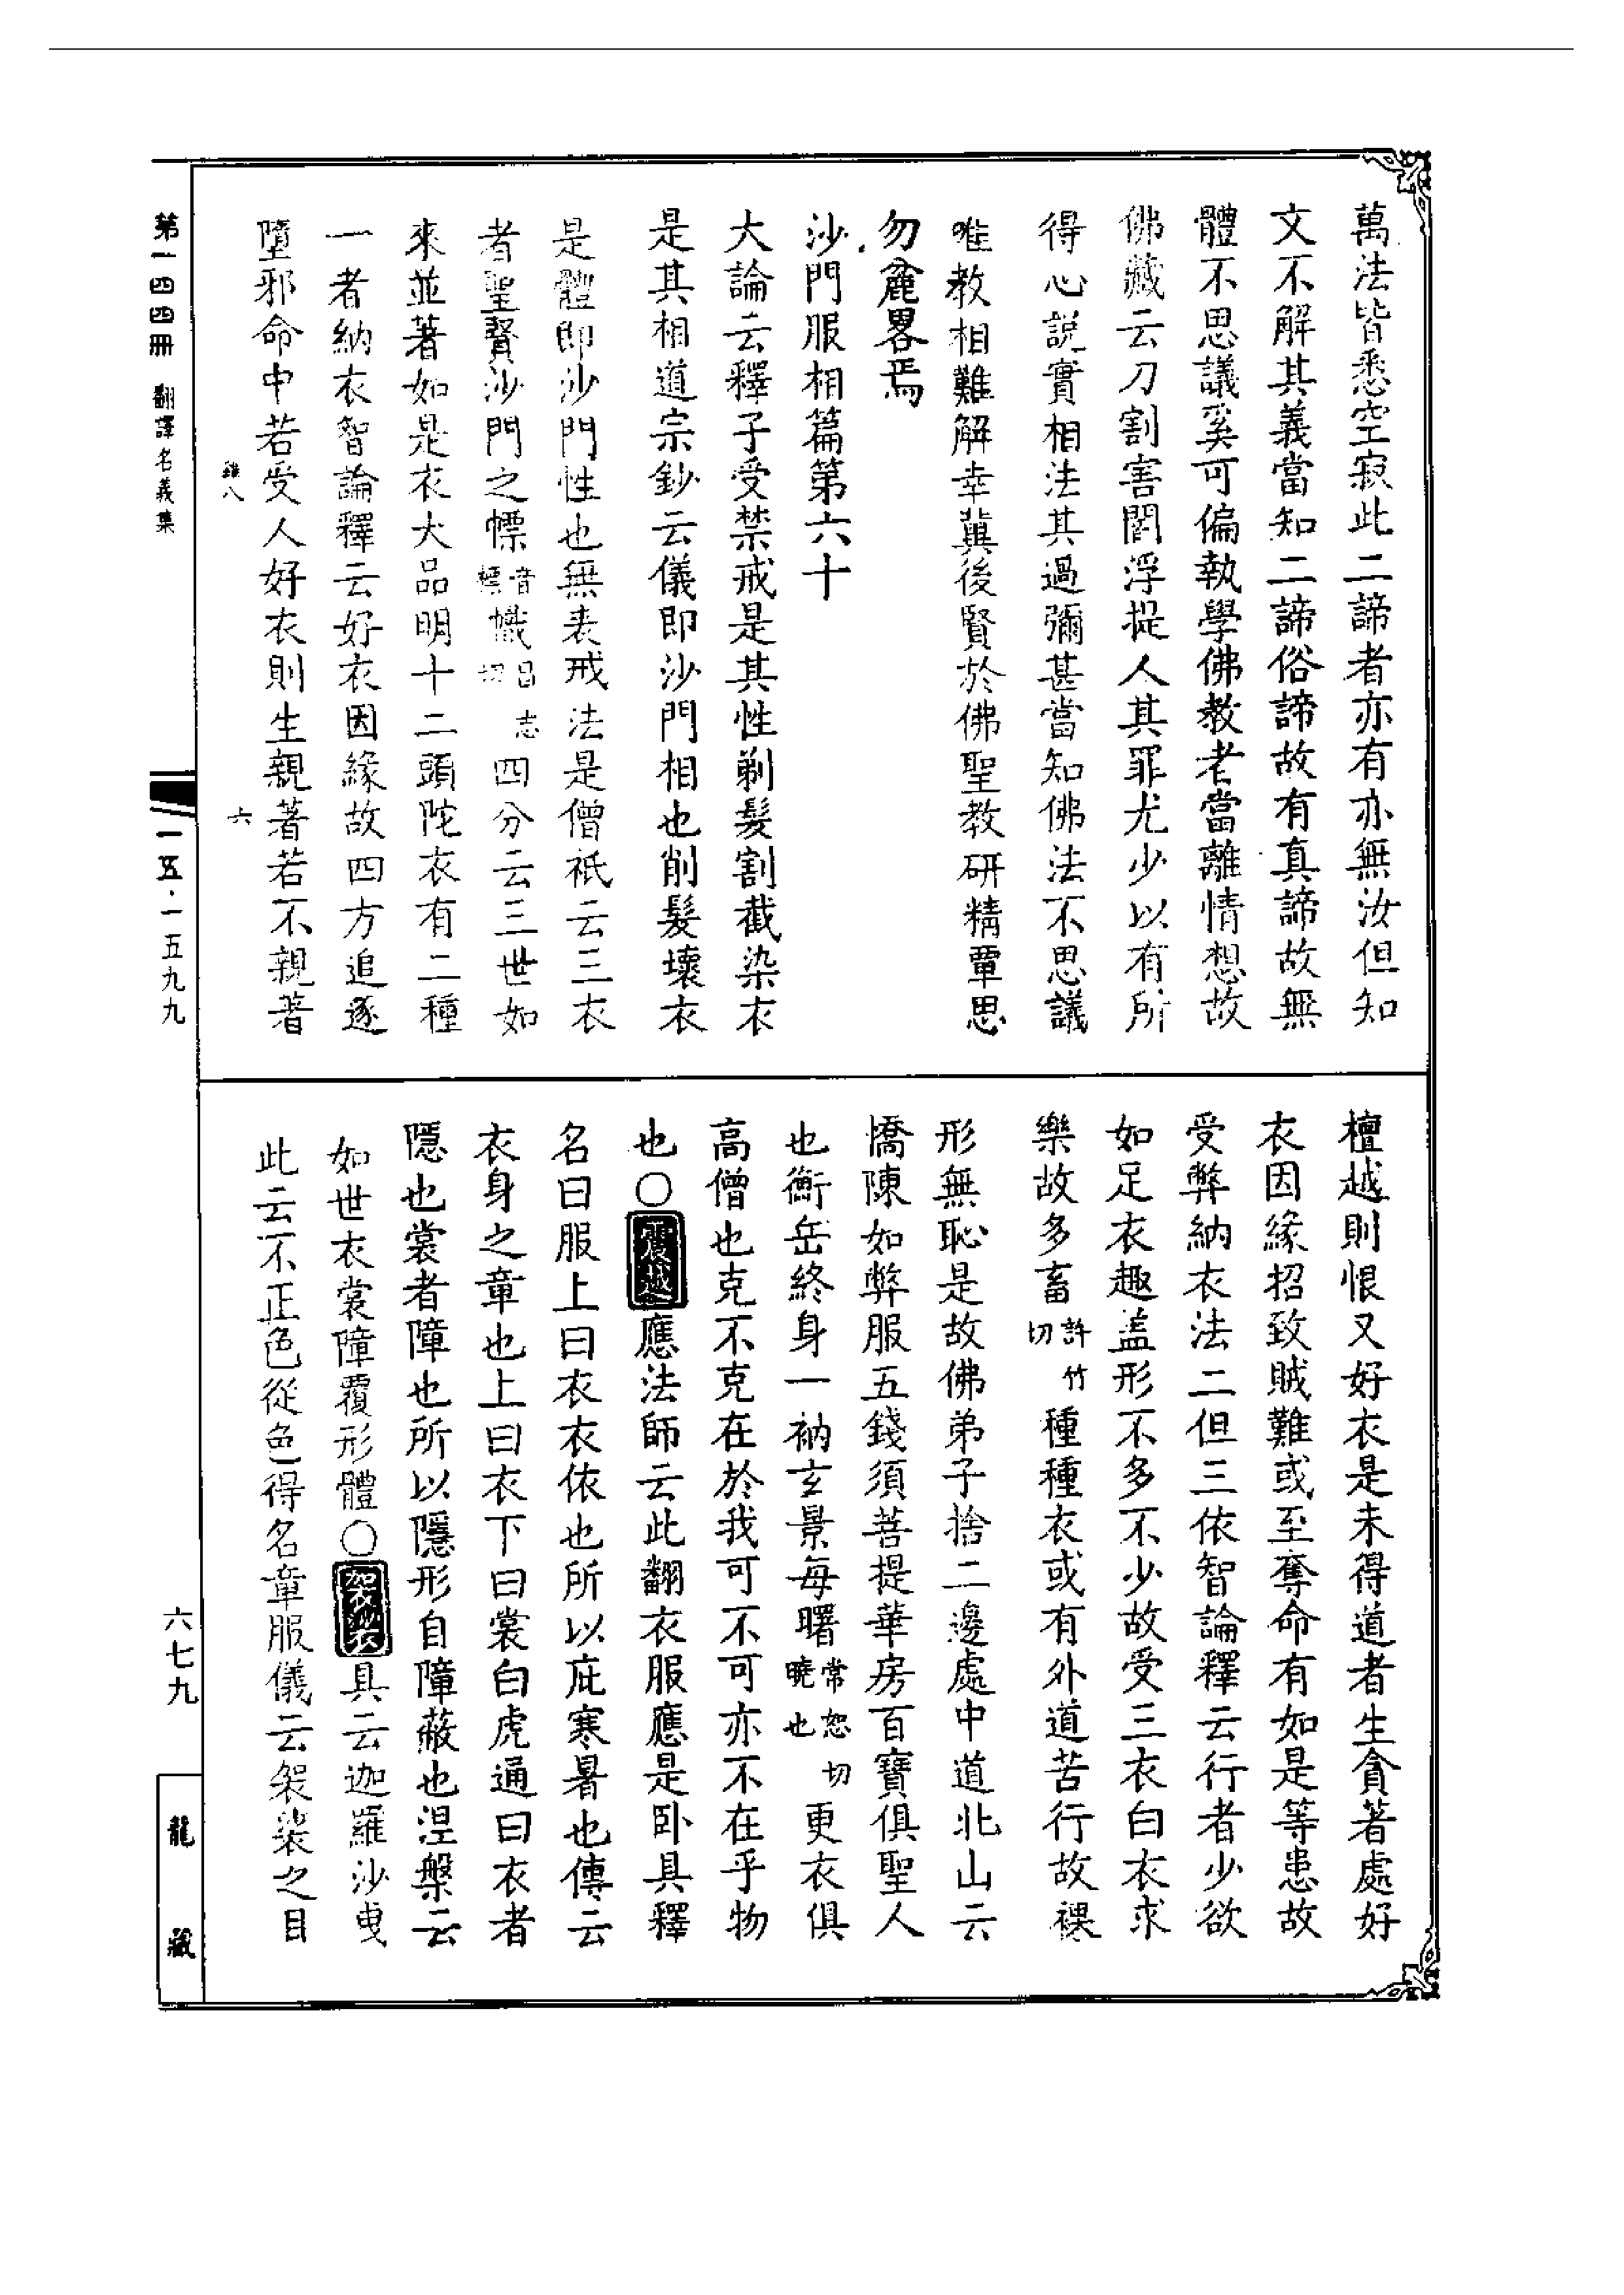 萬法皆悉空寂此二諦者亦有亦無汝但知
文不解其義當知二諦俗諦故有真諦故無
體不思議奚可偏執學佛教者當離情想故
佛藏云刀割害閻浮提人其罪尤少以有所
得心說實相法其過彌甚當知佛法不思議
唯教相難解幸冀後賢於佛聖教研精覃思
勿麄畧焉
沙門服相篇第六十
大論云釋子受禁戒是其性剃髮割截染衣
是其相道宗鈔云儀即沙門相也削髮壞衣
是體即沙門性也無表戒法是僧祇云三衣
者聖賢沙門之幖音幖幟昌志切四分云三世如
來並著如是衣大品明十二頭陀衣有二種
一者納衣智論釋云好衣因緣故四方追逐
墮邪命中若受人好衣則生親著若不親著
檀越則恨又好衣是未得道者生貪著處好
衣因緣招致賊難或至奪命有如是等患故
受弊納衣法二但三依智論釋云行者少欲
如足衣趣盖形不多不少故受三衣白衣求
樂故多畜許竹切種種衣或有外道苦行故裸
形無恥是故佛弟子捨二邊處中道北山云
憍陳如弊服五錢須菩提華房百寶俱聖人
也衡岳終身一衲玄景每曙常恕切曉也更衣俱
高僧也克不克在於我可不可亦不在乎物
也○震越應法師云此翻衣服應是卧具釋
名曰服上曰衣衣依也所以庇寒暑也傳云
衣身之章也上曰衣下曰裳白虎通曰衣者
隱也裳者障也所以隱形自障蔽也涅槃云
如世衣裳障覆形體○袈裟具云迦羅沙曳
此云不正色從色得名章服儀云袈裟之目
第一四四冊 翻譯名義集
雞八
六
一五·一五九九
六七九
龍藏